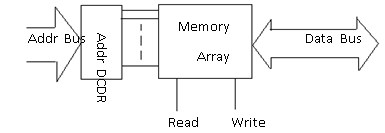 Addr Bus
Addr DCDR
Memory
Array
Data Bus
Read
Write